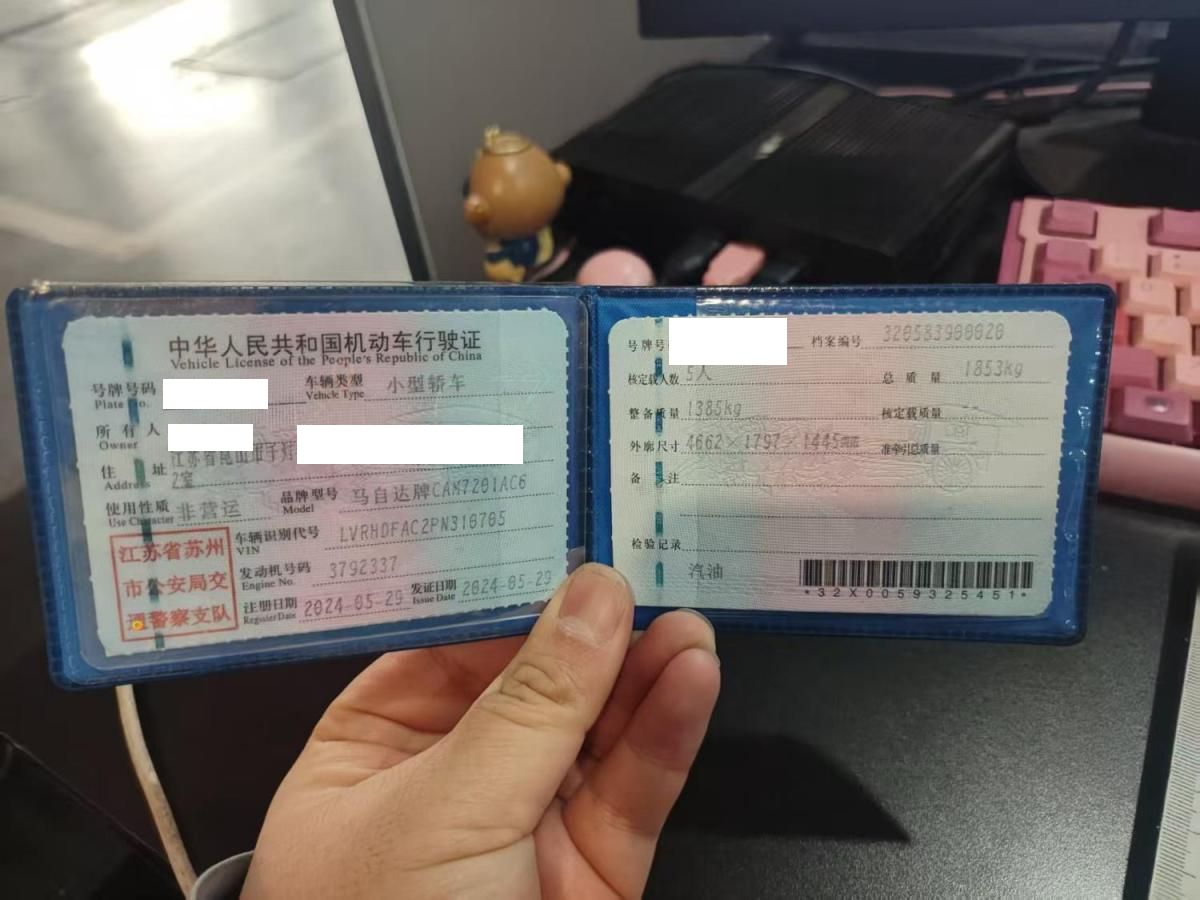 中华人民共和国机动车行驶证
Vehicle License of the People's Republic of China
号牌号码
Plate No.
车辆类型 小型轿车
Vehicle Type
所有人
Owner
住址 江苏省昆山
Address 2室
使用性质 非营运
Use Character
品牌型号 马自达牌CAM7201AC6
Model
江苏省苏州
市公安局交
通警察支队
车辆识别代号 LVRHDFAC2PN310705
VIN
发动机号码 3792337
Engine No.
注册日期 2024-05-29
Register Date
发证日期 2024-05-29
Issue Date
号牌号
档案编号 320583900020
核定载人数 5人
总质量 1853kg
整备质量 1385kg
核定载质量 --
外廓尺寸 4662×1797×1445
准牵引总质量
备注
检验记录
汽油
*32X0059325451*